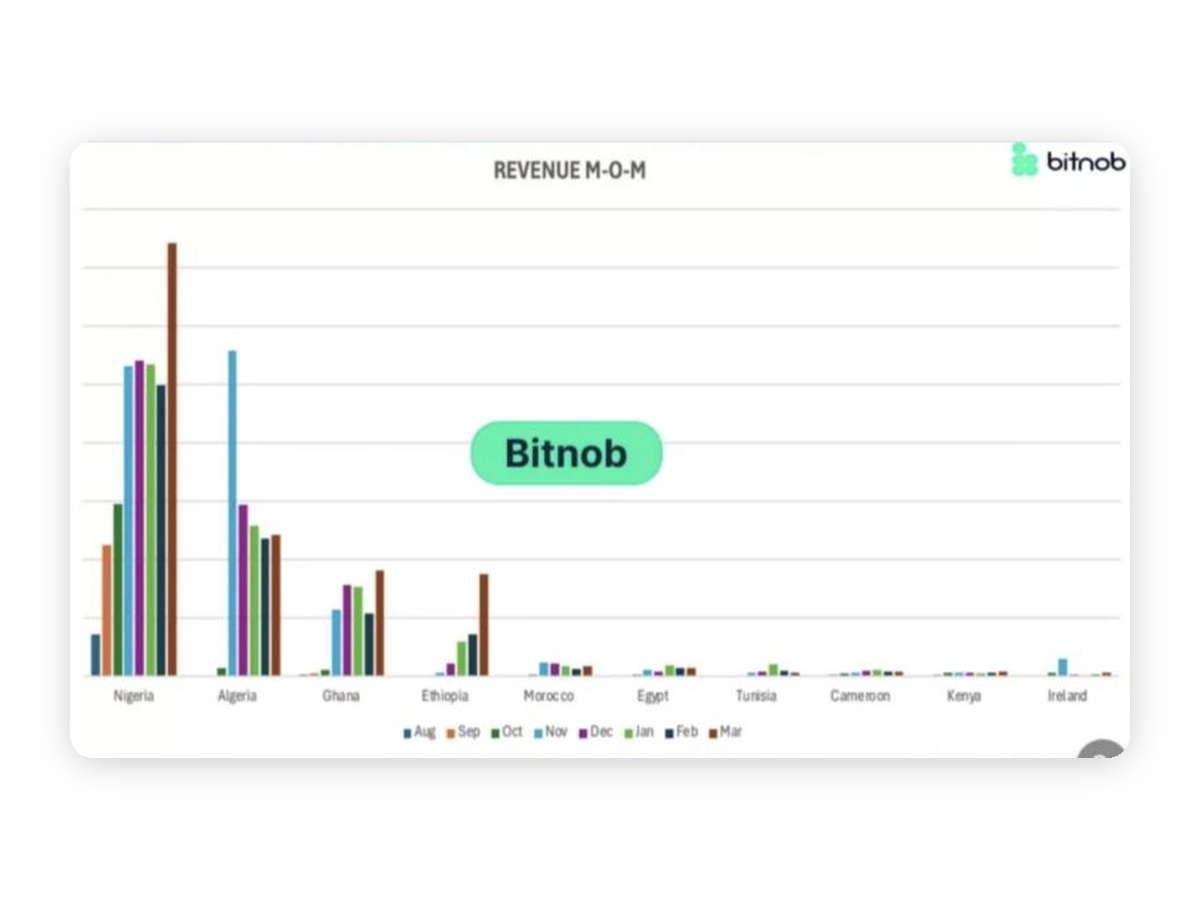 REVENUE M-O-M
bitnob
Bitnob
Nigeria Algeria Ghana Ethiopia Morocco Egypt Tunisia Cameroon Kenya Ireland
Aug Sep Oct Nov Dec Jan Feb Mar